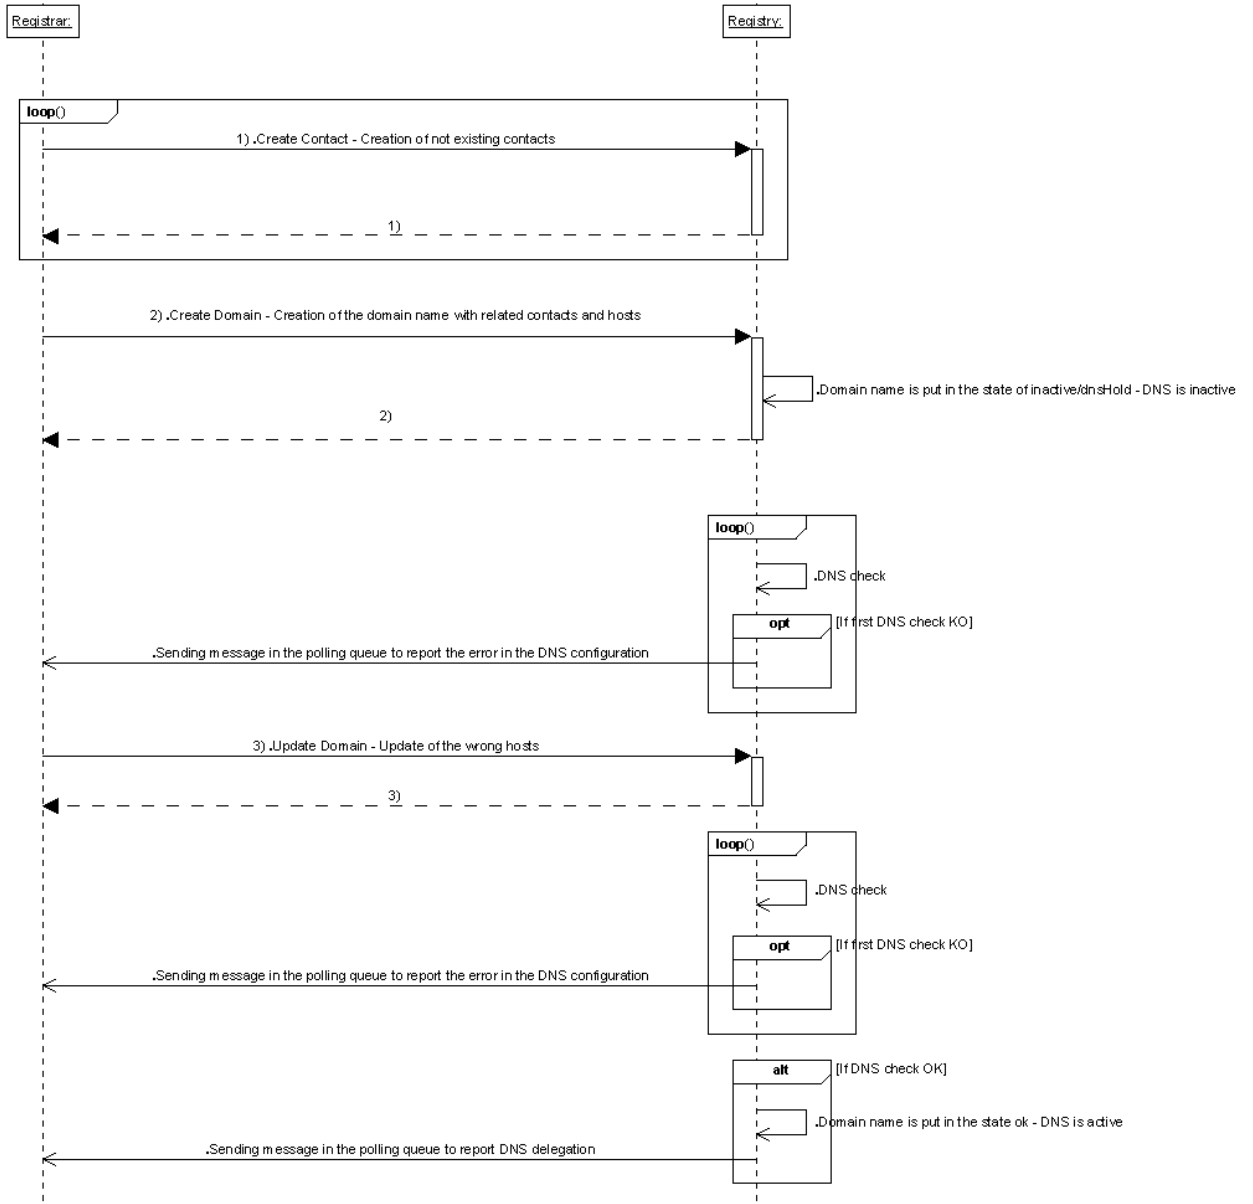 Registrar:
Registry:
loop()
1) .Create Contact - Creation of not existing contacts
1)
2) .Create Domain - Creation of the domain name with related contacts and hosts
.Domain name is put in the state of inactive/dnsHold - DNS is inactive
2)
loop()
.DNS check
opt
[If first DNS check KO]
.Sending message in the polling queue to report the error in the DNS configuration
3) .Update Domain - Update of the wrong hosts
3)
loop()
.DNS check
opt
[If first DNS check KO]
.Sending message in the polling queue to report the error in the DNS configuration
alt
[If DNS check OK]
.Domain name is put in the state ok - DNS is active
.Sending message in the polling queue to report DNS delegation